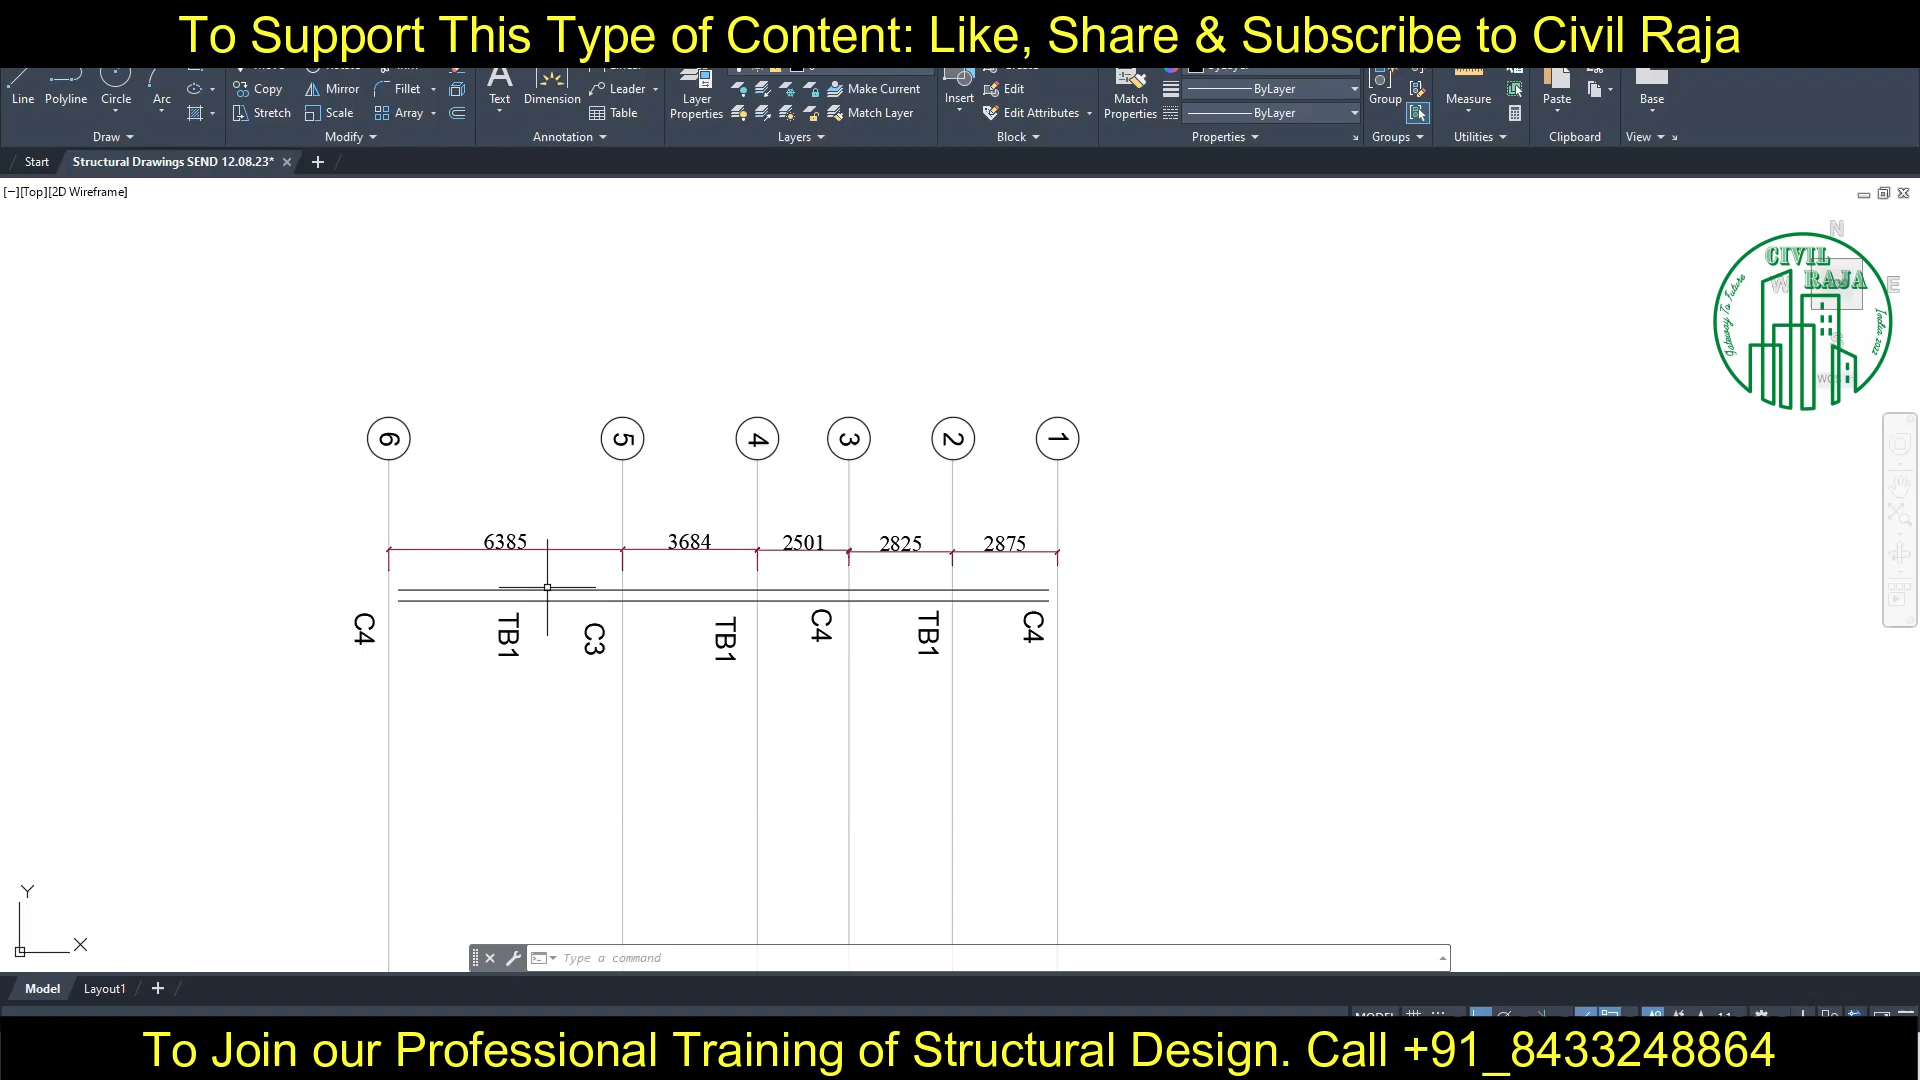 To Support This Type of Content: Like, Share & Subscribe to Civil Raja
Line Polyline Circle Arc
Copy Mirror Fillet
Stretch Scale Array
Text Dimension Leader Table
Layer Properties
Make Current
Match Layer
Insert
Edit
Edit Attributes
Match Properties
ByLayer
ByLayer
Group
Measure
Paste
Base
Draw Modify Annotation Layers Block Properties Groups Utilities Clipboard View
Start Structural Drawings SEND 12.08.23*
[−][Top][2D Wireframe]
N
W E
CIVIL
RAJA
Gateway To Future
India 2022
6 5 4 3 2 1
6385 3684 2501 2825 2875
C4 TB1 C3 TB1 C4 TB1 C4
Y
X
Type a command
Model Layout1
To Join our Professional Training of Structural Design. Call +91_8433248864